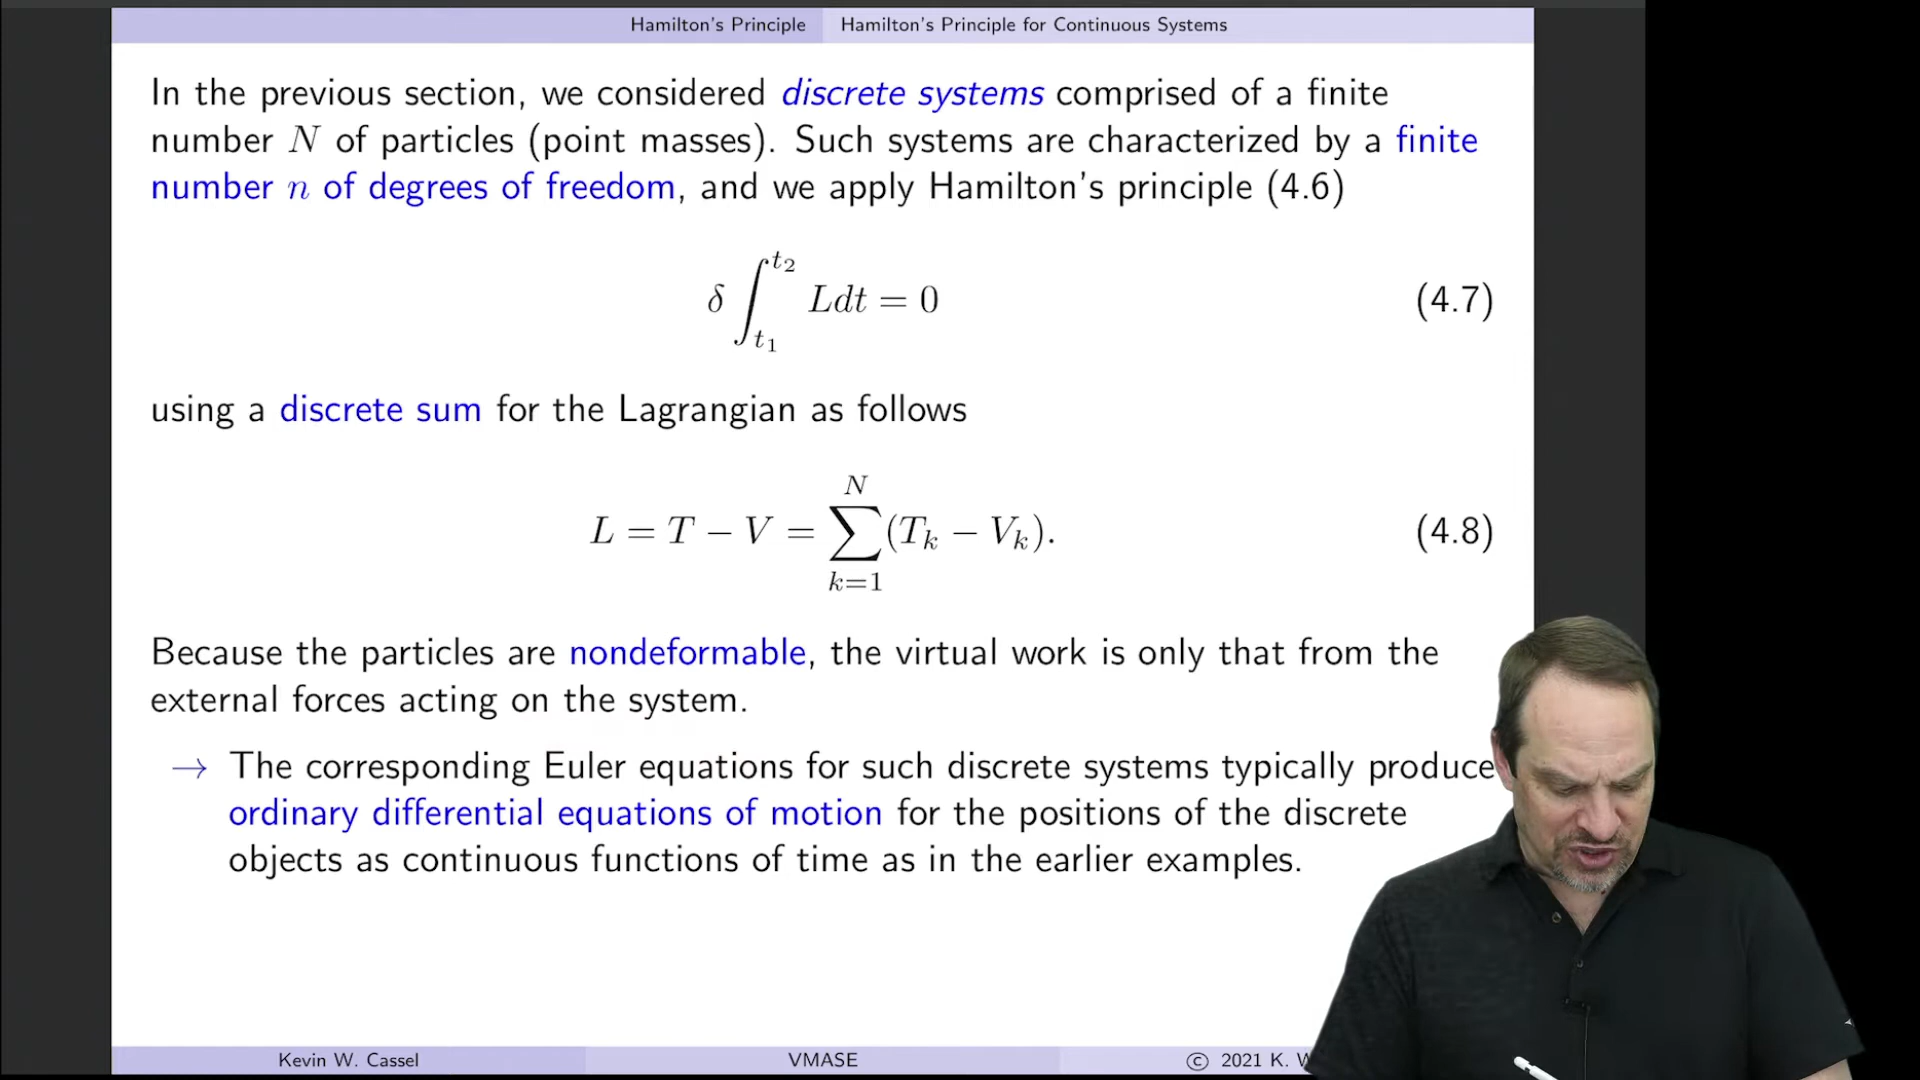 Hamilton's Principle Hamilton's Principle for Continuous Systems
In the previous section, we considered discrete systems comprised of a finite
number N of particles (point masses). Such systems are characterized by a finite
number n of degrees of freedom, and we apply Hamilton's principle (4.6)
δ ∫_{t₁}^{t₂} Ldt = 0 (4.7)
using a discrete sum for the Lagrangian as follows
L = T − V = ∑_{k=1}^{N} (T_k − V_k). (4.8)
Because the particles are nondeformable, the virtual work is only that from the
external forces acting on the system.
→ The corresponding Euler equations for such discrete systems typically produce
ordinary differential equations of motion for the positions of the discrete
objects as continuous functions of time as in the earlier examples.
Kevin W. Cassel VMASE © 2021 K.